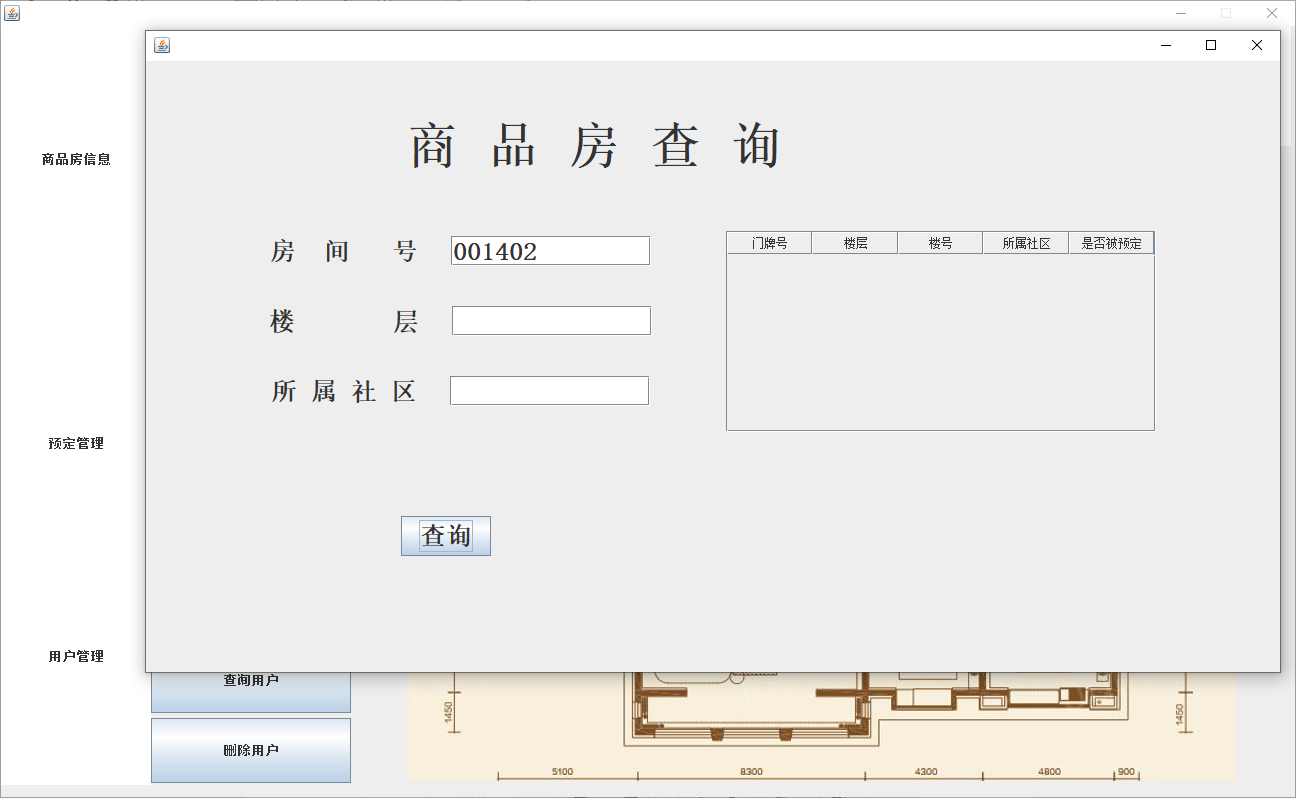 商品房查询
商品房信息
房间号 001402
门牌号 楼层 楼号 所属社区 是否被预定
楼层
所属社区
预定管理
查询
用户管理
查询用户
删除用户
1450
1450
5100 8300 4300 4800 900